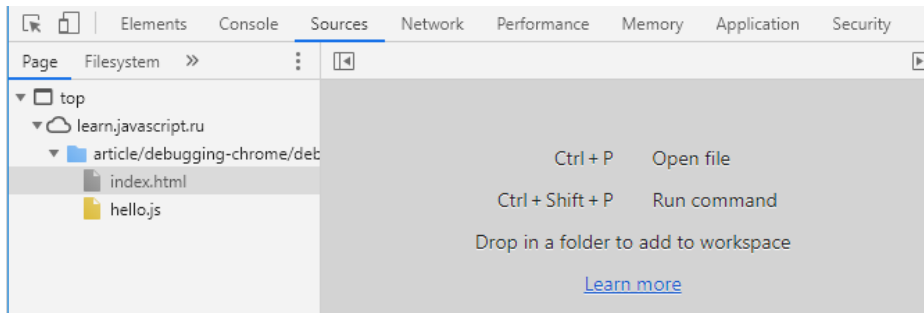 Elements Console Sources Network Performance Memory Application Security
Page Filesystem »
top
learn.javascript.ru
article/debugging-chrome/deb
index.html
hello.js
Ctrl + P Open file
Ctrl + Shift + P Run command
Drop in a folder to add to workspace
Learn more